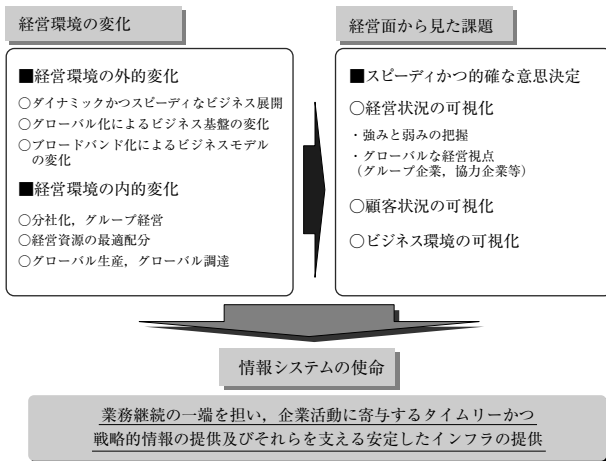 経営環境の変化
■経営環境の外的変化
○ダイナミックかつスピーディなビジネス展開
○グローバル化によるビジネス基盤の変化
○ブロードバンド化によるビジネスモデル
の変化
■経営環境の内的変化
○分社化，グループ経営
○経営資源の最適配分
○グローバル生産，グローバル調達
経営面から見た課題
■スピーディかつ的確な意思決定
○経営状況の可視化
・強みと弱みの把握
・グローバルな経営視点
（グループ企業，協力企業等）
○顧客状況の可視化
○ビジネス環境の可視化
情報システムの使命
業務継続の一端を担い，企業活動に寄与するタイムリーかつ
戦略的情報の提供及びそれらを支える安定したインフラの提供